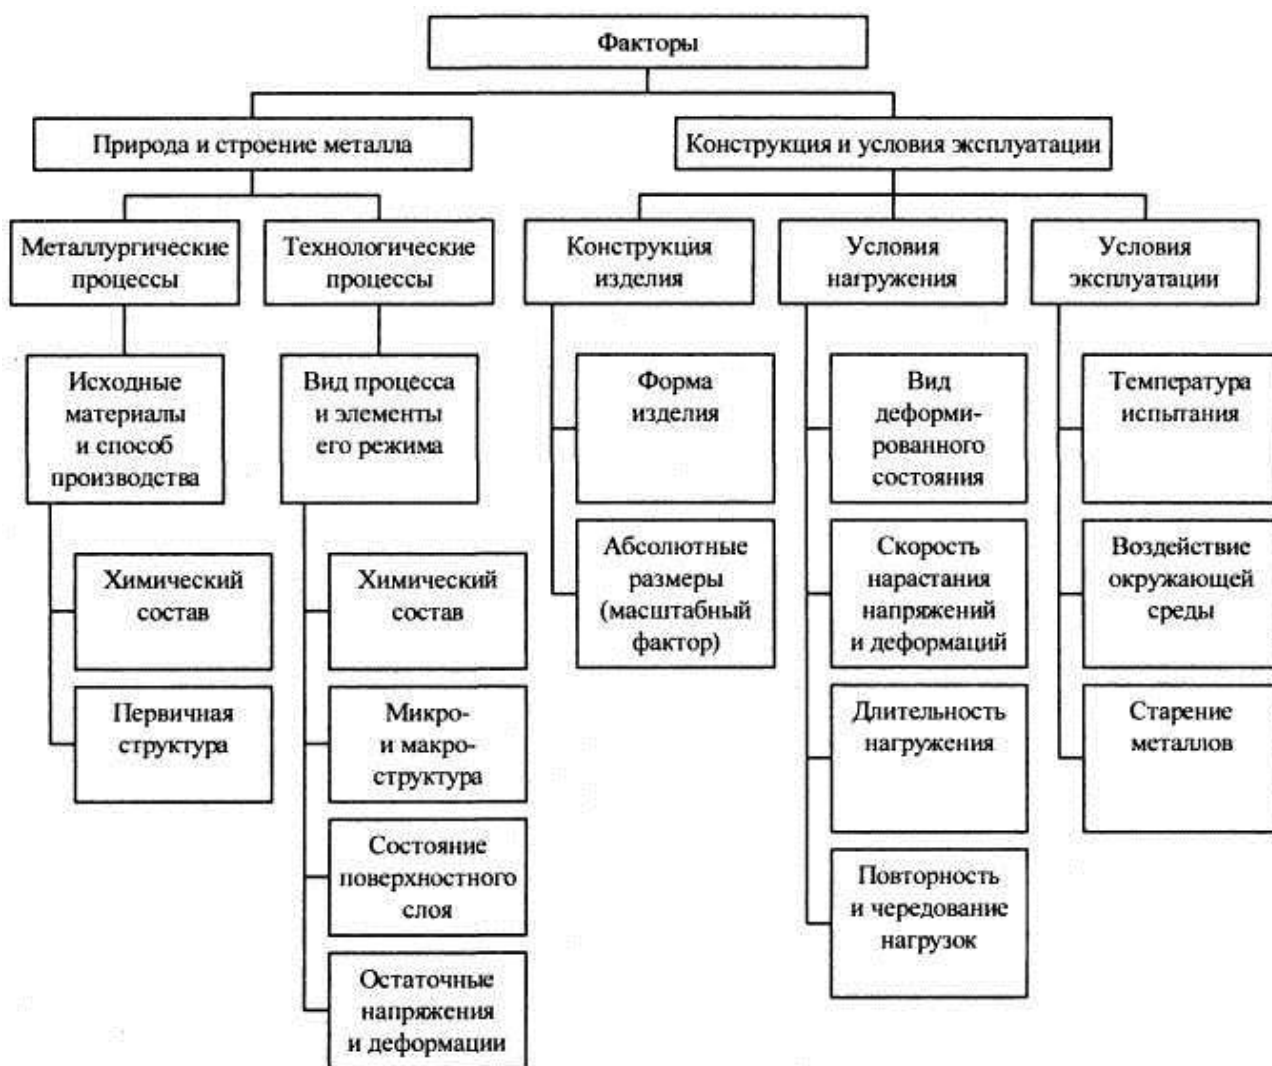 Факторы
Природа и строение металла
Конструкция и условия эксплуатации
Металлургические
процессы
Технологические
процессы
Конструкция
изделия
Условия
нагружения
Условия
эксплуатации
Исходные
материалы
и способ
производства
Вид процесса
и элементы
его режима
Форма
изделия
Вид
деформи-
рованного
состояния
Температура
испытания
Химический
состав
Химический
состав
Абсолютные
размеры
(масштабный
фактор)
Скорость
нарастания
напряжений
и деформаций
Воздействие
окружающей
среды
Первичная
структура
Микро-
и макро-
структура
Длительность
нагружения
Старение
металлов
Состояние
поверхностного
слоя
Повторность
и чередование
нагрузок
Остаточные
напряжения
и деформации